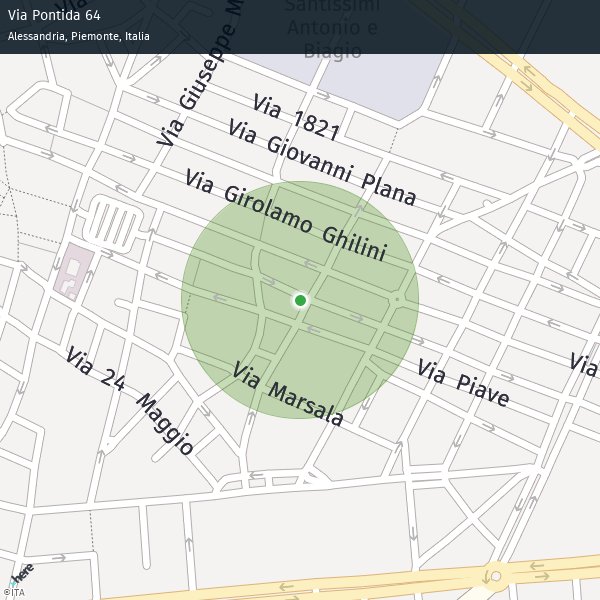 Via Pontida 64
Alessandria, Piemonte, Italia
Via
Santissimi
Antonio e
Biagio
Via Giuseppe M
Via 1821
Via Giovanni Plana
Via Girolamo Ghilini
Via Marsala
Via Piave
Via
Via 24 Maggio
here
©ITA